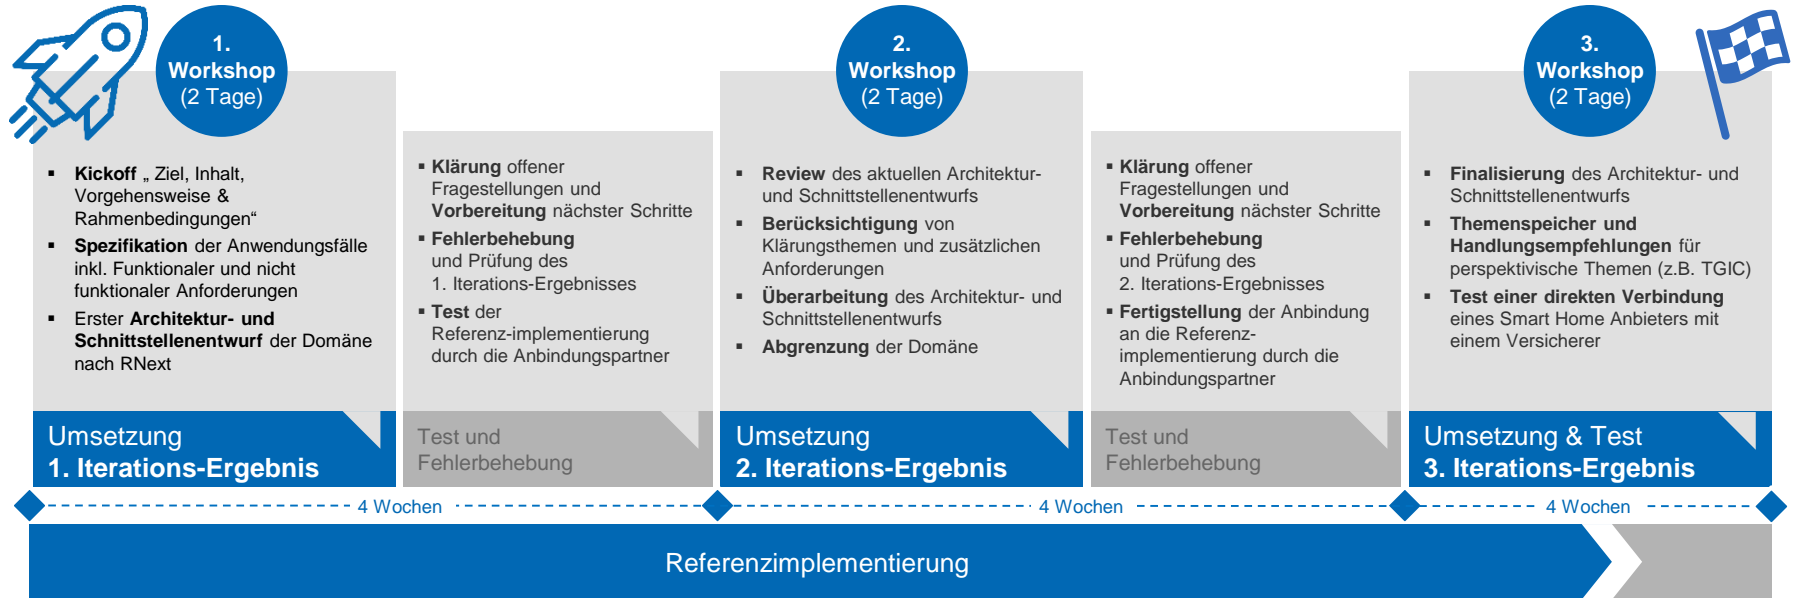 1.
Workshop
(2 Tage)
▪ Kickoff „ Ziel, Inhalt,
Vorgehensweise &
Rahmenbedingungen“
▪ Spezifikation der Anwendungsfälle
inkl. Funktionaler und nicht
funktionaler Anforderungen
▪ Erster Architektur- und
Schnittstellenentwurf der Domäne
nach RNext
Umsetzung
1. Iterations-Ergebnis
▪ Klärung offener
Fragestellungen und
Vorbereitung nächster Schritte
▪ Fehlerbehebung
und Prüfung des
1. Iterations-Ergebnisses
▪ Test der
Referenz-implementierung
durch die Anbindungspartner
Test und
Fehlerbehebung
2.
Workshop
(2 Tage)
▪ Review des aktuellen Architektur-
und Schnittstellenentwurfs
▪ Berücksichtigung von
Klärungsthemen und zusätzlichen
Anforderungen
▪ Überarbeitung des Architektur- und
Schnittstellenentwurfs
▪ Abgrenzung der Domäne
Umsetzung
2. Iterations-Ergebnis
▪ Klärung offener
Fragestellungen und
Vorbereitung nächster Schritte
▪ Fehlerbehebung
und Prüfung des
2. Iterations-Ergebnisses
▪ Fertigstellung der Anbindung
an die Referenz-
implementierung durch die
Anbindungspartner
Test und
Fehlerbehebung
3.
Workshop
(2 Tage)
▪ Finalisierung des Architektur- und
Schnittstellenentwurfs
▪ Themenspeicher und
Handlungsempfehlungen für
perspektivische Themen (z.B. TGIC)
▪ Test einer direkten Verbindung
eines Smart Home Anbieters mit
einem Versicherer
Umsetzung & Test
3. Iterations-Ergebnis
4 Wochen
4 Wochen
4 Wochen
Referenzimplementierung